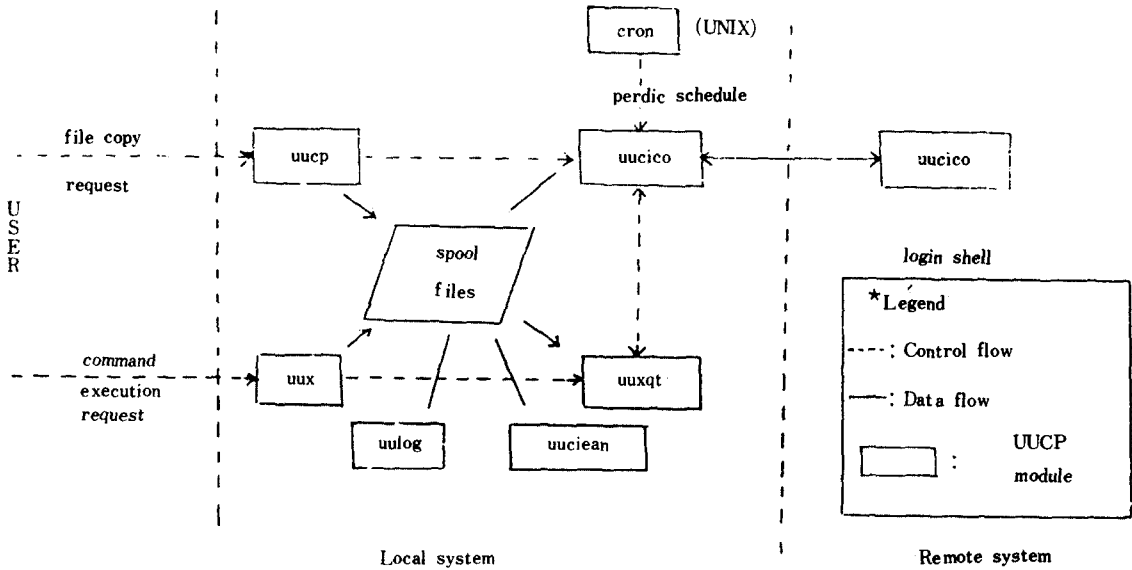 cron (UNIX)
perdic schedule
file copy
request
uucp
uucico
uucico
USER
spool
files
login shell
*Legend
----: Control flow
——: Data flow
: UUCP
module
command
execution
request
uux
uuxqt
uulog
uuciean
Local system
Remote system